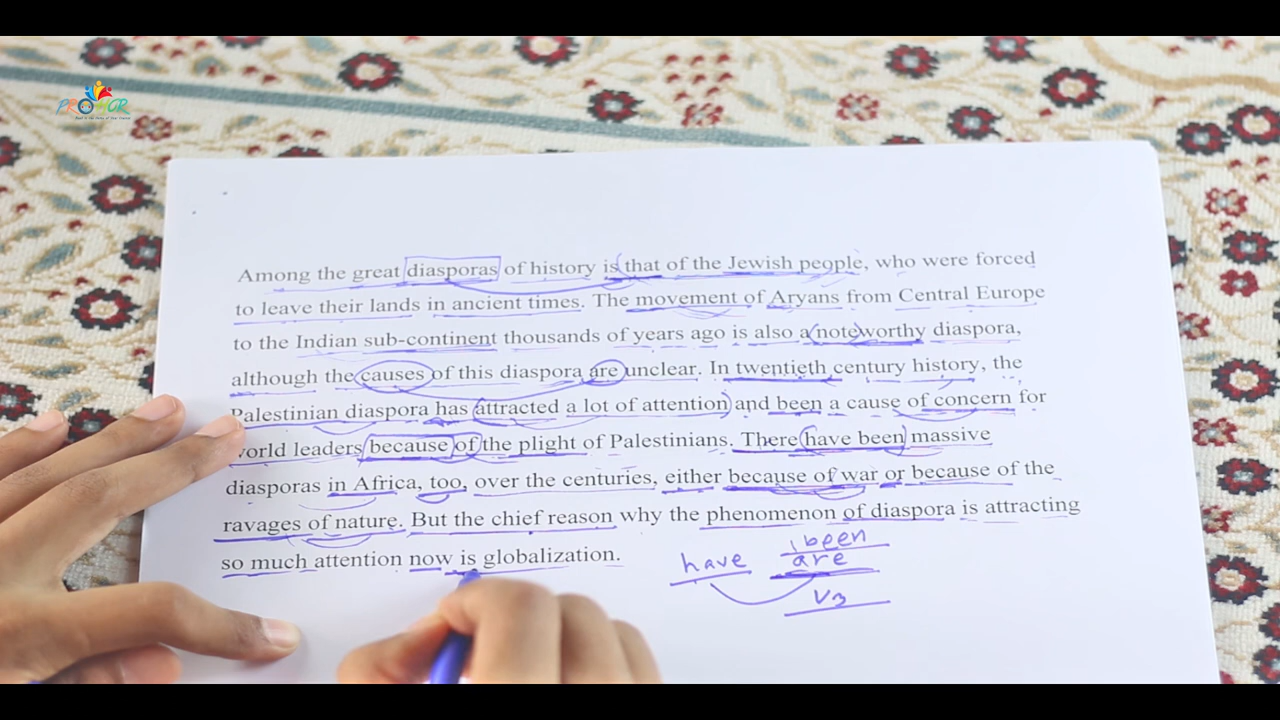 PROMOR
Among the great diasporas of history is that of the Jewish people, who were forced
to leave their lands in ancient times. The movement of Aryans from Central Europe
to the Indian sub-continent thousands of years ago is also a noteworthy diaspora,
although the causes of this diaspora are unclear. In twentieth century history, the
Palestinian diaspora has attracted a lot of attention and been a cause of concern for
world leaders because of the plight of Palestinians. There have been massive
diasporas in Africa, too, over the centuries, either because of war or because of the
ravages of nature. But the chief reason why the phenomenon of diaspora is attracting
so much attention now is globalization.
been
have are
V3